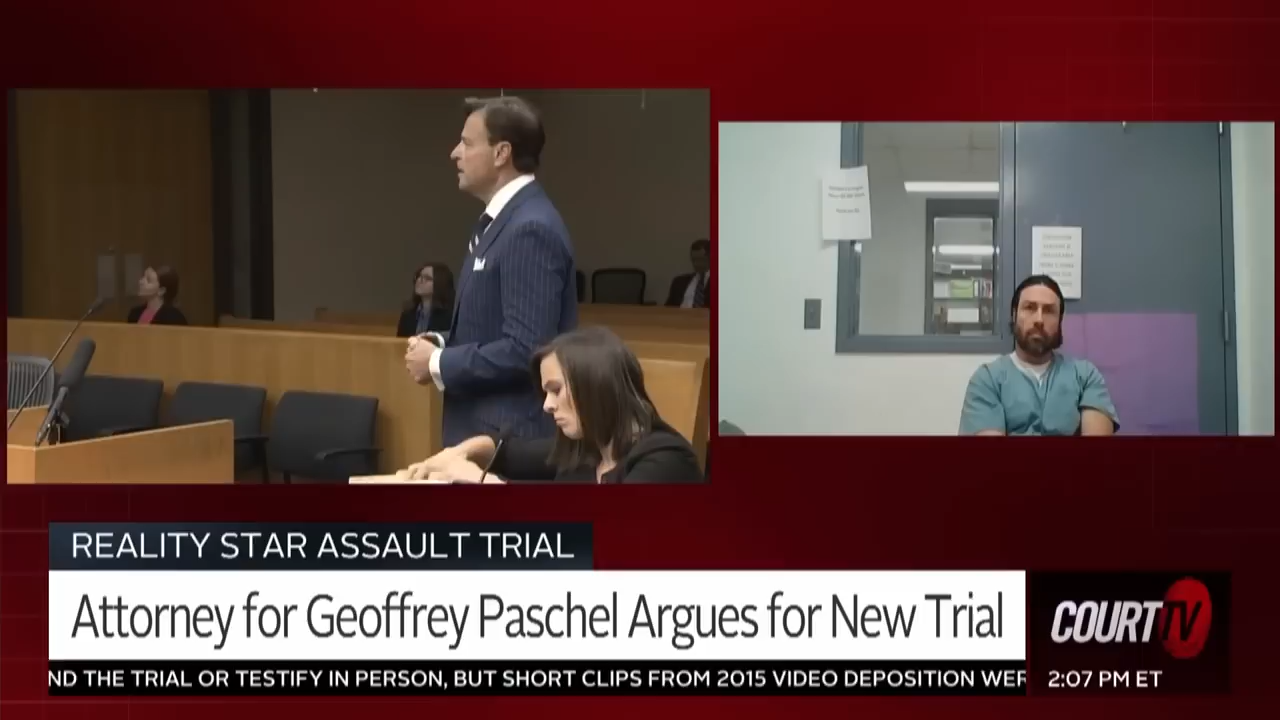 REALITY STAR ASSAULT TRIAL
Attorney for Geoffrey Paschel Argues for New Trial
COURT TV
ND THE TRIAL OR TESTIFY IN PERSON, BUT SHORT CLIPS FROM 2015 VIDEO DEPOSITION WER
2:07 PM ET